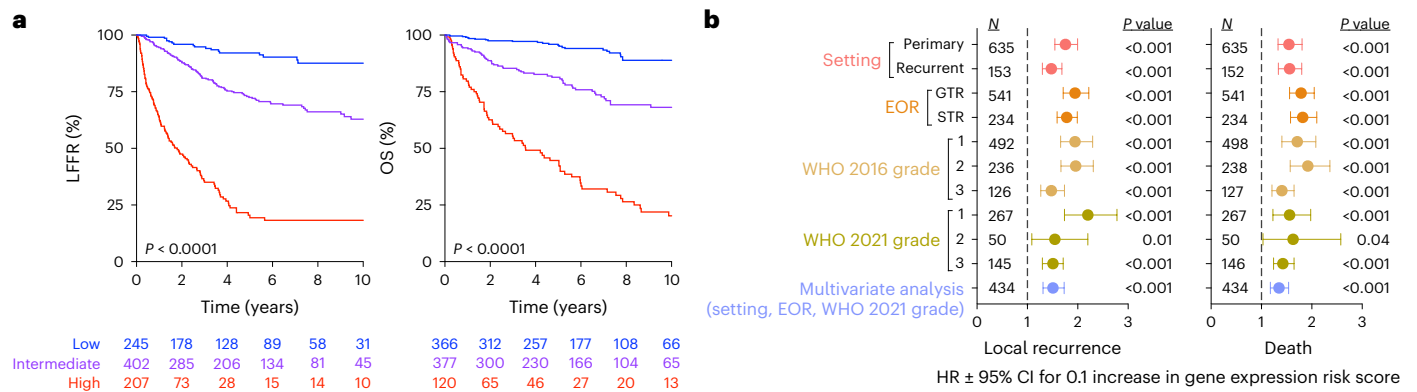 a
100
75
50
25
0
LFFR (%)
P < 0.0001
0 2 4 6 8 10
Time (years)
100
75
50
25
0
OS (%)
P < 0.0001
0 2 4 6 8 10
Time (years)
Low 245 178 128 89 58 31 366 312 257 177 108 66
Intermediate 402 285 206 134 81 45 377 300 230 166 104 65
High 207 73 28 15 14 10 120 65 46 27 20 13
b
N P value N P value
Setting
Perimary 635 <0.001 635 <0.001
Recurrent 153 <0.001 152 <0.001
EOR
GTR 541 <0.001 541 <0.001
STR 234 <0.001 234 <0.001
WHO 2016 grade
1 492 <0.001 498 <0.001
2 236 <0.001 238 <0.001
3 126 <0.001 127 <0.001
WHO 2021 grade
1 267 <0.001 267 <0.001
2 50 0.01 50 0.04
3 145 <0.001 146 <0.001
Multivariate analysis 434 <0.001 434 <0.001
(setting, EOR, WHO 2021 grade)
0 1 2 3 0 1 2 3
Local recurrence Death
HR ± 95% CI for 0.1 increase in gene expression risk score